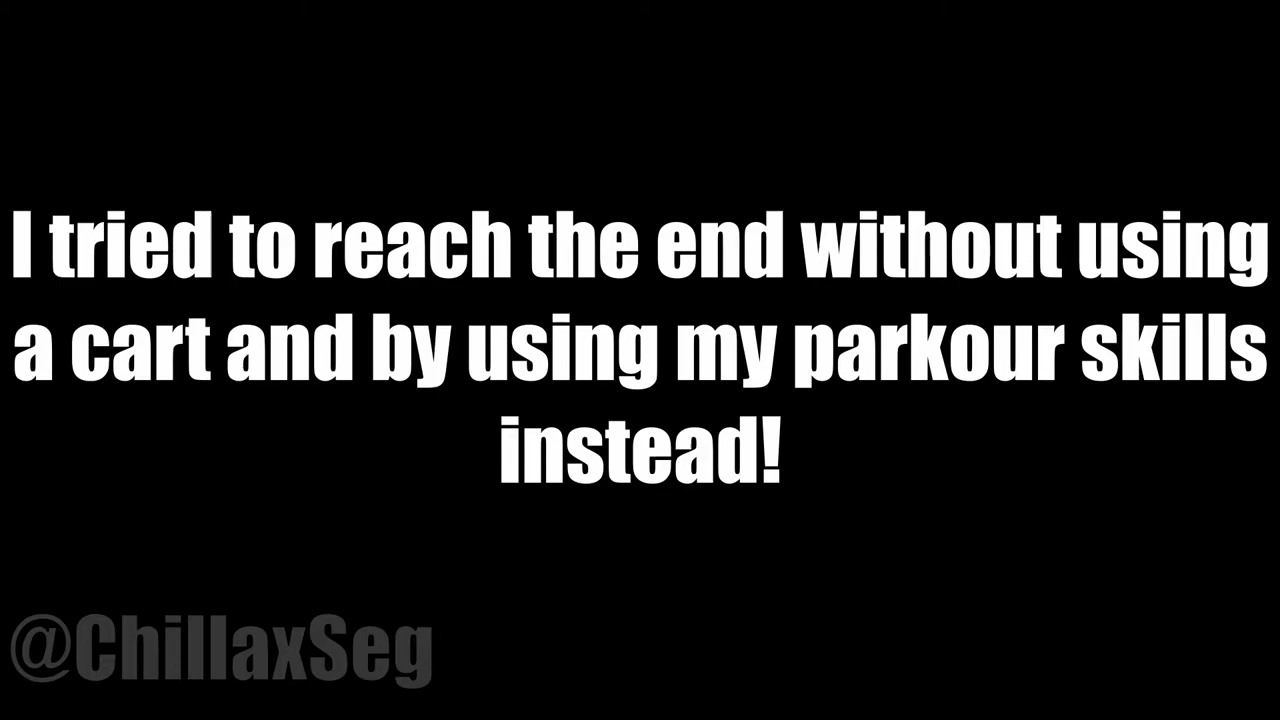 I tried to reach the end without using
a cart and by using my parkour skills
instead!
@ChillaxSeg